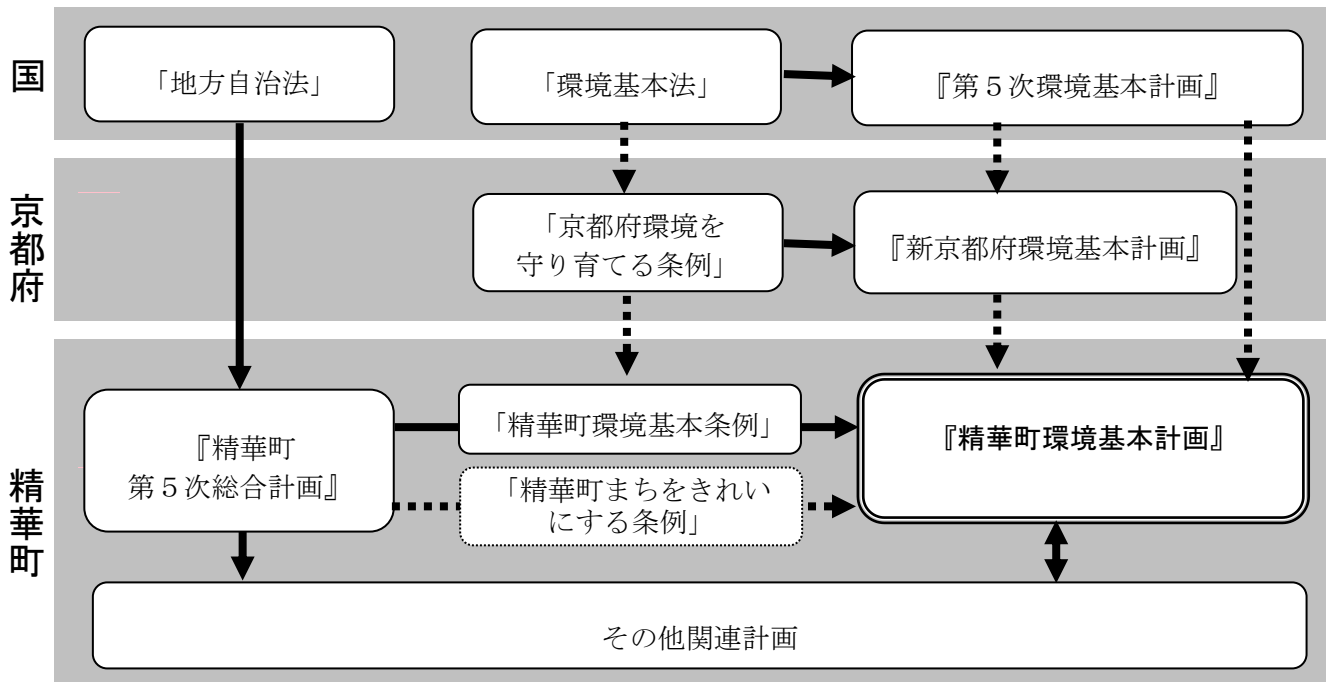 国
「地方自治法」
「環境基本法」
『第５次環境基本計画』
京都府
「京都府環境を
守り育てる条例」
『新京都府環境基本計画』
精華町
『精華町
第５次総合計画』
「精華町環境基本条例」
「精華町まちをきれい
にする条例」
『精華町環境基本計画』
その他関連計画